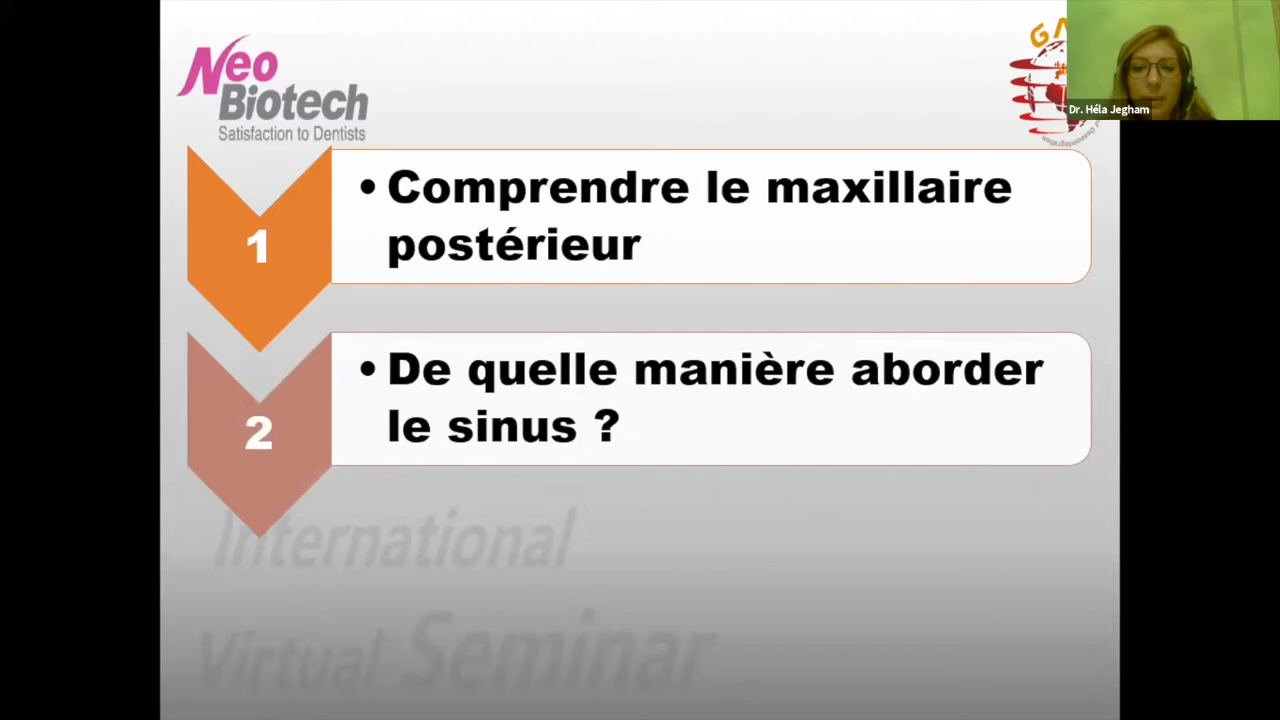 Neo
Biotech
Satisfaction to Dentists
Dr. Héla Jegham
1
• Comprendre le maxillaire
postérieur
2
• De quelle manière aborder
le sinus ?
International
Virtual Seminar